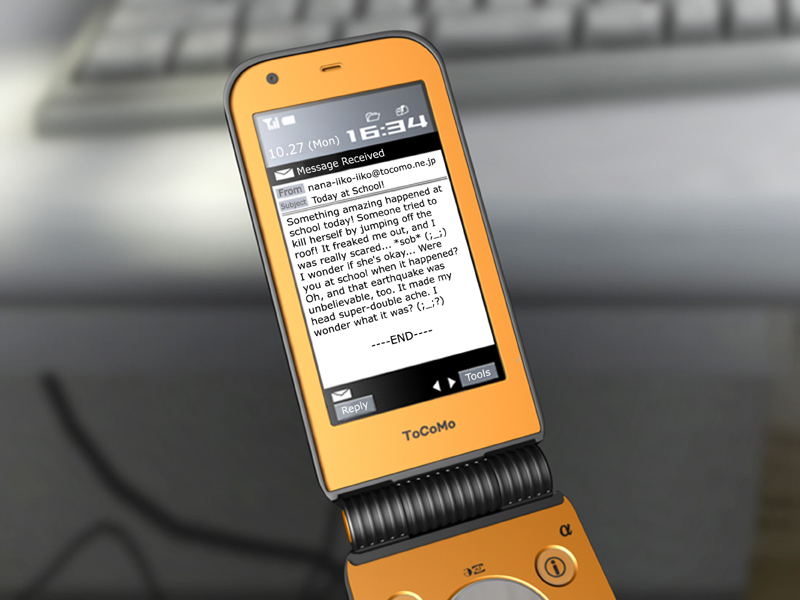 16:34
10.27 (Mon)
Message Received
From nana-iiko-iiko@tocomo.ne.jp
Subject Today at School!
Something amazing happened at
school today! Someone tried to
kill herself by jumping off the
roof! It freaked me out, and I
was really scared... *sob* (;_;)
I wonder if she's okay... Were
you at school when it happened?
Oh, and that earthquake was
unbelievable, too. It made my
head super-double ache. I
wonder what it was? (;_;?)
----END----
Reply
Tools
ToCoMo
α
i